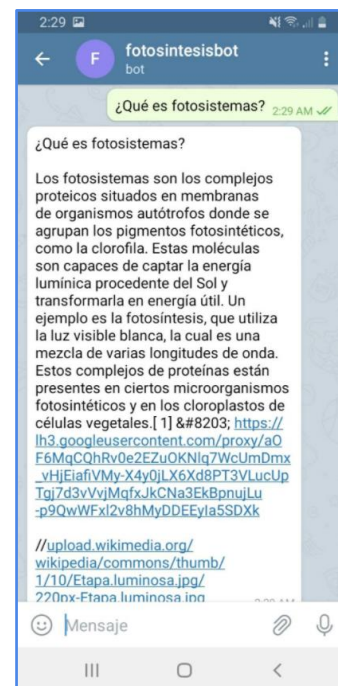 2:29
F
fotosintesisbot
bot
¿Qué es fotosistemas? 2:29 AM
¿Qué es fotosistemas?
Los fotosistemas son los complejos
proteicos situados en membranas
de organismos autótrofos donde se
agrupan los pigmentos fotosintéticos,
como la clorofila. Estas moléculas
son capaces de captar la energía
lumínica procedente del Sol y
transformarla en energía útil. Un
ejemplo es la fotosíntesis, que utiliza
la luz visible blanca, la cual es una
mezcla de varias longitudes de onda.
Estos complejos de proteínas están
presentes en ciertos microorganismos
fotosintéticos y en los cloroplastos de
células vegetales.[ 1] &#8203; https://
lh3.googleusercontent.com/proxy/aO
F6MqCQhRv0e2EZuOKNIq7WcUmDmx
_vHjEiafiVMy-X4y0jLX6Xd8PT3VLucUp
Tgj7d3vVvjMqfxJkCNa3EkBpnujLu
-p9QwWFxl2v8hMyDDEEyIa5SDXk
//upload.wikimedia.org/
wikipedia/commons/thumb/
1/10/Etapa.luminosa.jpg/
220px-Etapa.luminosa.jpg
Mensaje